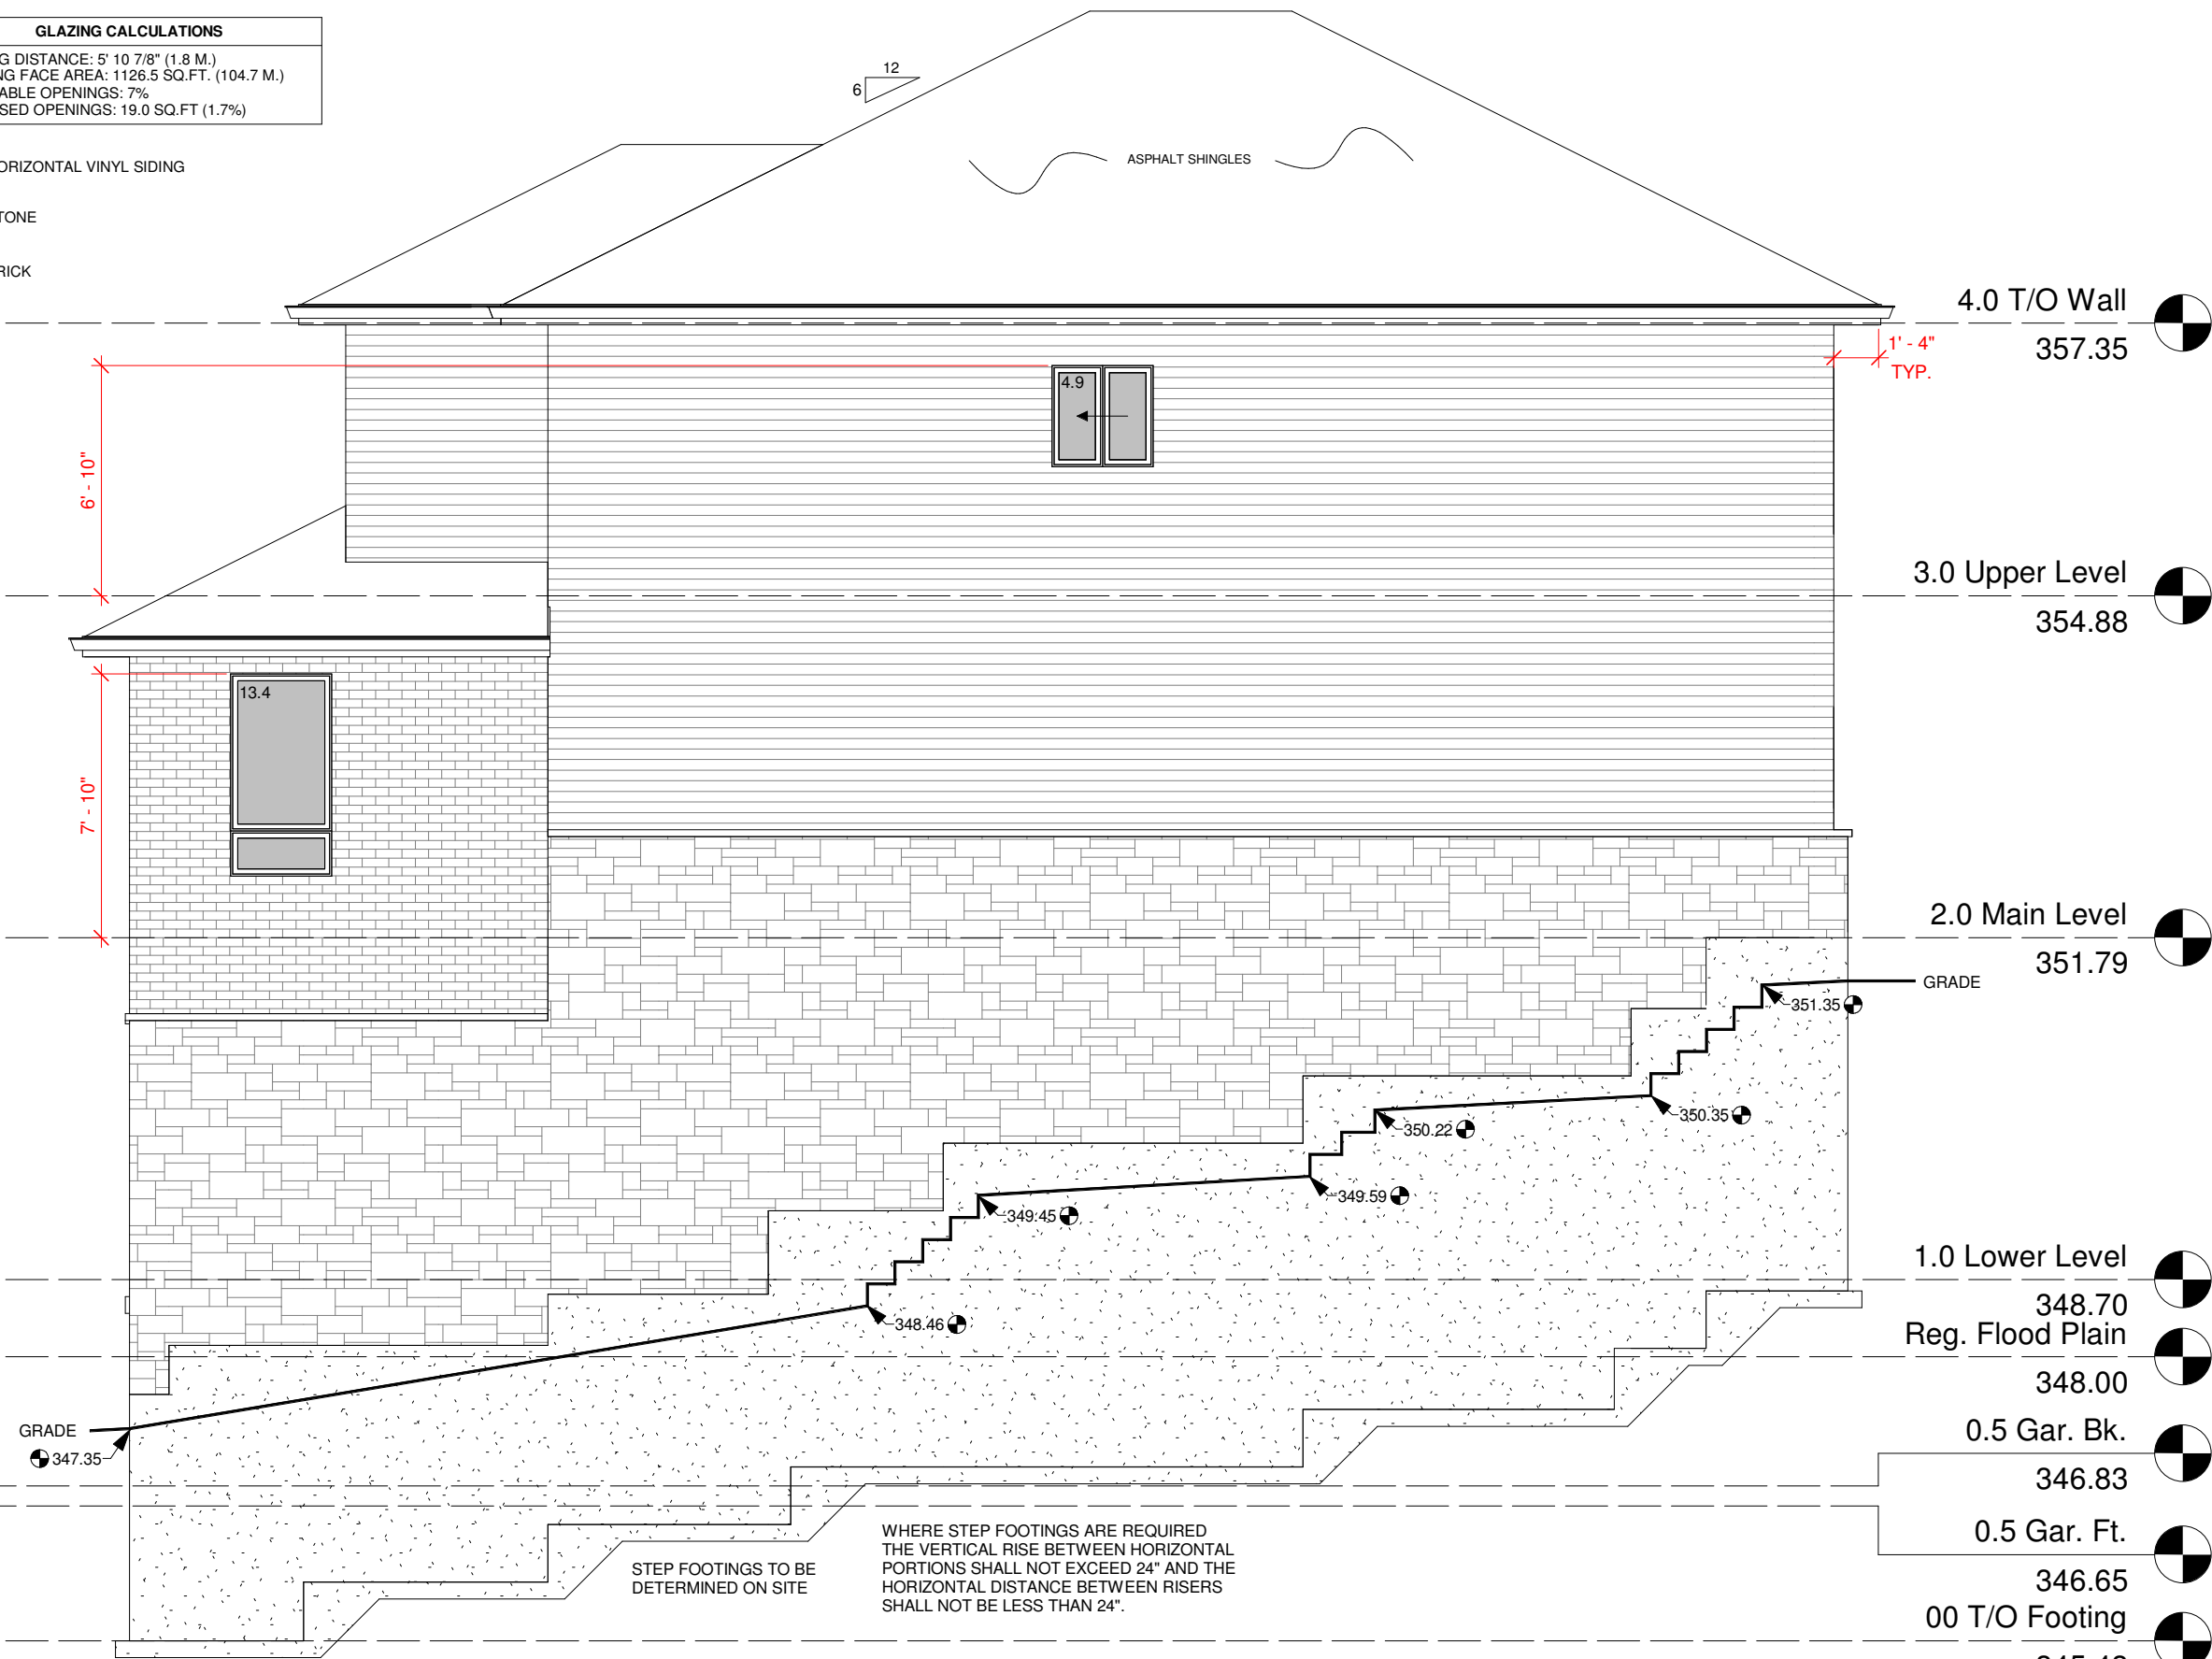 GLAZING CALCULATIONS
G DISTANCE: 5' 10 7/8" (1.8 M.)
NG FACE AREA: 1126.5 SQ.FT. (104.7 M.)
ABLE OPENINGS: 7%
SED OPENINGS: 19.0 SQ.FT (1.7%)
ORIZONTAL VINYL SIDING
TONE
RICK
12
6
ASPHALT SHINGLES
4.0 T/O Wall
357.35
1' - 4"
TYP.
4.9
6' - 10"
3.0 Upper Level
354.88
13.4
7' - 10"
2.0 Main Level
351.79
GRADE
351.35
350.35
350.22
349.59
349.45
348.46
1.0 Lower Level
348.70
Reg. Flood Plain
348.00
GRADE
347.35
0.5 Gar. Bk.
346.83
0.5 Gar. Ft.
346.65
00 T/O Footing
STEP FOOTINGS TO BE
DETERMINED ON SITE
WHERE STEP FOOTINGS ARE REQUIRED
THE VERTICAL RISE BETWEEN HORIZONTAL
PORTIONS SHALL NOT EXCEED 24" AND THE
HORIZONTAL DISTANCE BETWEEN RISERS
SHALL NOT BE LESS THAN 24".